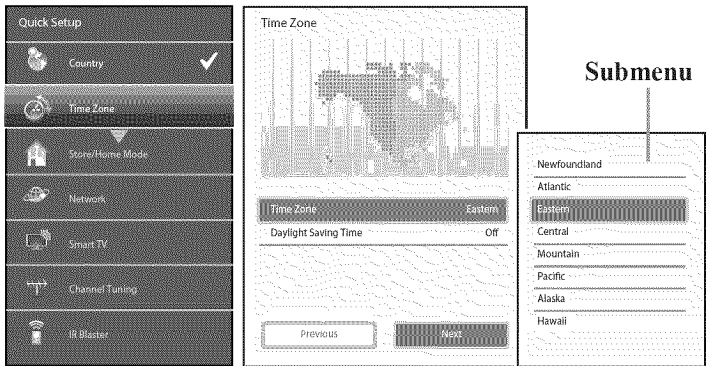 Quick Setup
Country
Time Zone
Store/Home Mode
Network
Smart TV
Channel Tuning
IR Blaster
Time Zone
Time Zone Eastern
Daylight Saving Time Off
Previous Next
Submenu
Newfoundland
Atlantic
Eastern
Central
Mountain
Pacific
Alaska
Hawaii